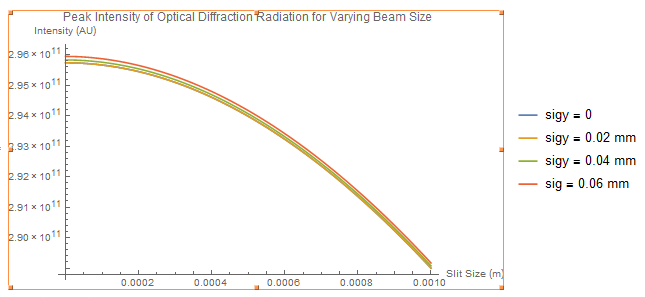 Peak Intensity of Optical Diffraction Radiation for Varying Beam Size
Intensity (AU)
2.96 × 10^11
2.95 × 10^11
2.94 × 10^11
2.93 × 10^11
2.92 × 10^11
2.91 × 10^11
2.90 × 10^11
0.0002 0.0004 0.0006 0.0008 0.0010
Slit Size (m)
sigy = 0
sigy = 0.02 mm
sigy = 0.04 mm
sig = 0.06 mm